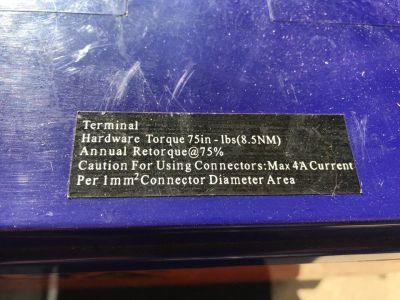 Terminal
Hardware Torque 75in-lbs(8.5NM)
Annual Retorque@75%
Caution For Using Connectors:Max 4A Current
Per 1mm² Connector Diameter Area